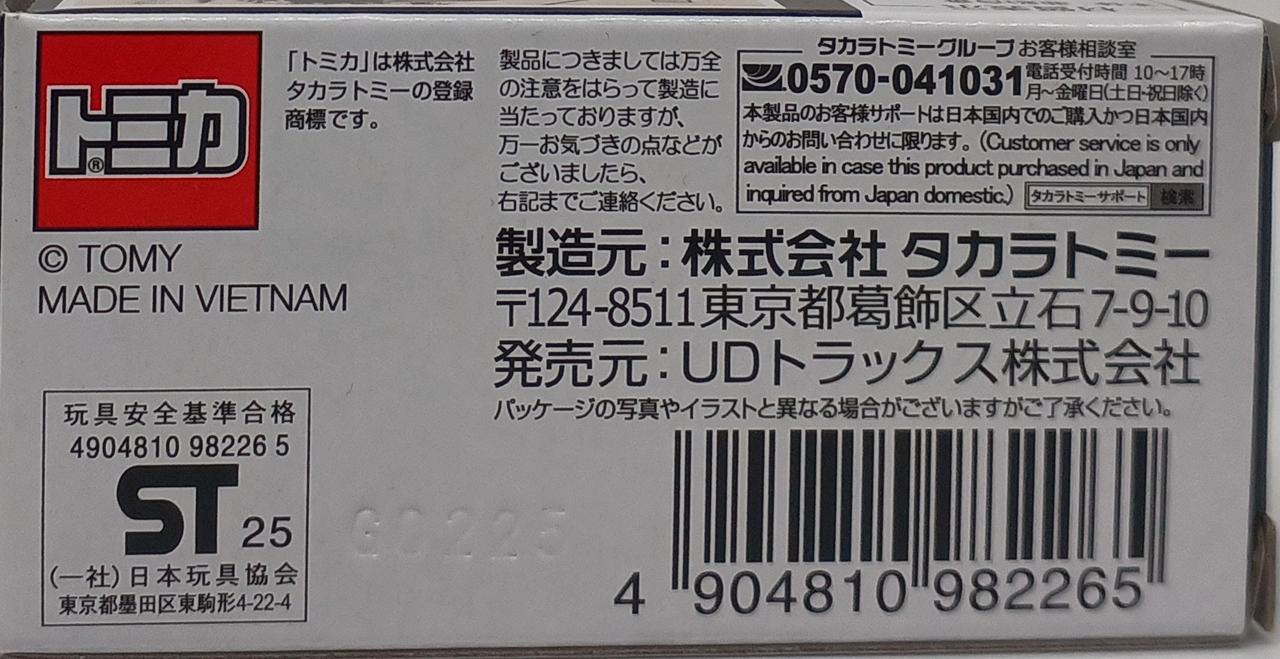 トミカ®
© TOMY
MADE IN VIETNAM
「トミカ」は株式会社
タカラトミーの登録
商標です。
製品につきましては万全
の注意をはらって製造に
当たっておりますが、
万一お気づきの点などが
ございましたら、
右記までご連絡ください。
タカラトミーグループお客様相談室
0570-041031
電話受付時間 10〜17時
月〜金曜日(土日・祝日除く)
本製品のお客様サポートは日本国内でのご購入かつ日本国内
からのお問い合わせに限ります。(Customer service is only
available in case this product purchased in Japan and
inquired from Japan domestic.) タカラトミーサポート 検索
製造元:株式会社 タカラトミー
〒124-8511東京都葛飾区立石7-9-10
発売元:UDトラックス株式会社
パッケージの写真やイラストと異なる場合がございますがご了承ください。
玩具安全基準合格
4904810 98226 5
ST 25
(一社)日本玩具協会
東京都墨田区東駒形4-22-4
4 904810 982265